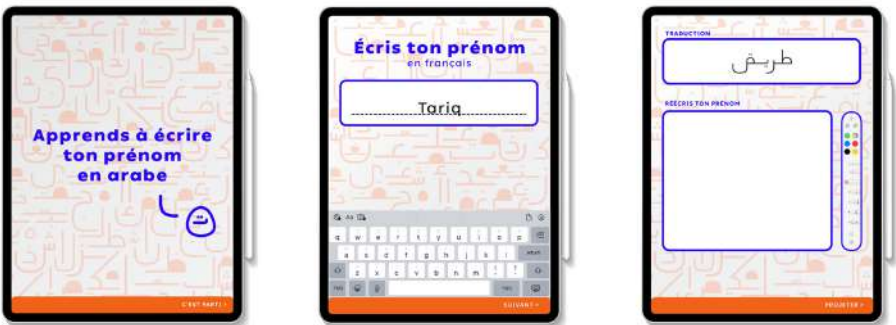 Apprends à écrire
ton prénom
en arabe
C'EST PARTI >
Écris ton prénom
en français
Tariq
q w e r t y u i o p
a s d f g h j k l
z x c v b n m
SUIVANT >
TRADUCTION
طريق
RÉÉCRIS TON PRÉNOM
PROJETER >